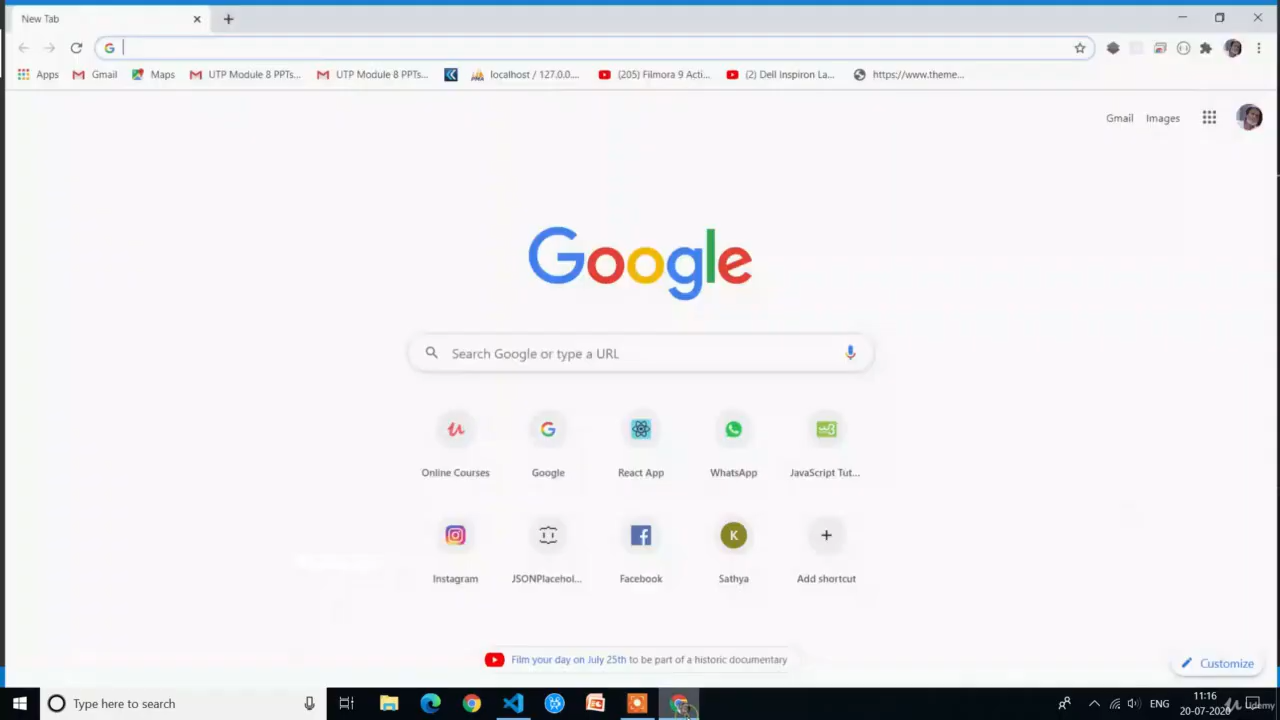 New Tab
Apps
Gmail
Maps
UTP Module 8 PPTs...
UTP Module 8 PPTs...
localhost / 127.0.0....
(205) Filmora 9 Acti...
(2) Dell Inspiron La...
https://www.theme...
Gmail
Images
Google
Search Google or type a URL
Online Courses
Google
React App
WhatsApp
JavaScript Tut...
Instagram
JSONPlacehol...
Facebook
K
Sathya
Add shortcut
Film your day on July 25th to be part of a historic documentary
Customize
Type here to search
ENG
11:16
20-07-2020
Udemy